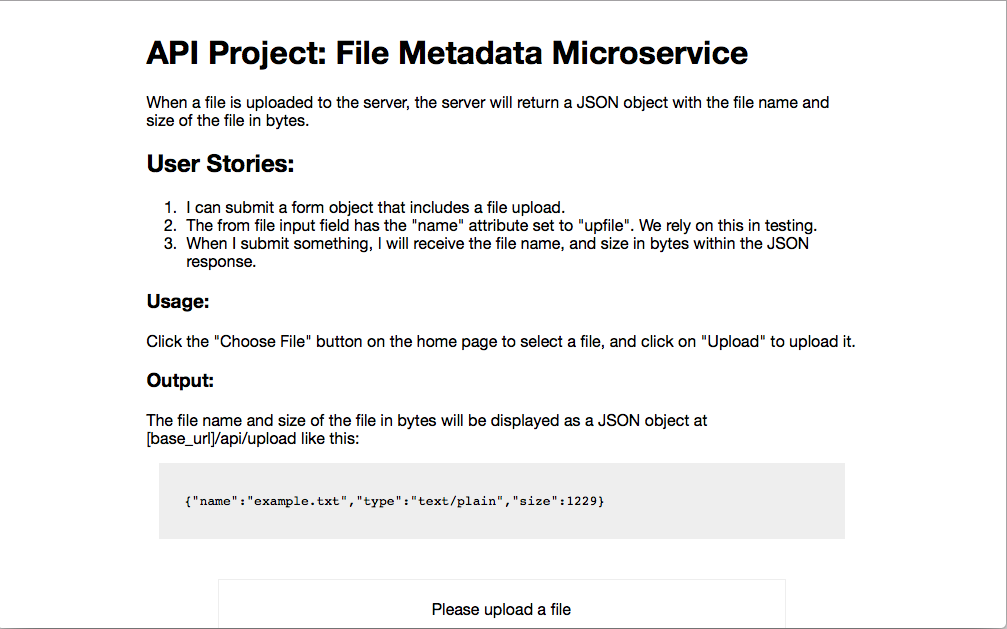 API Project: File Metadata Microservice
When a file is uploaded to the server, the server will return a JSON object with the file name and
size of the file in bytes.
User Stories:
1. I can submit a form object that includes a file upload.
2. The from file input field has the "name" attribute set to "upfile". We rely on this in testing.
3. When I submit something, I will receive the file name, and size in bytes within the JSON
response.
Usage:
Click the "Choose File" button on the home page to select a file, and click on "Upload" to upload it.
Output:
The file name and size of the file in bytes will be displayed as a JSON object at
[base_url]/api/upload like this:
{"name":"example.txt","type":"text/plain","size":1229}
Please upload a file